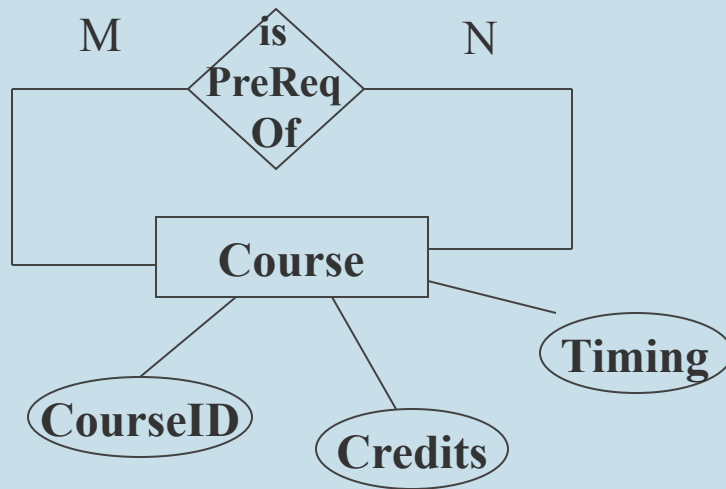 M
is
PreReq
Of
N
Course
Timing
CourseID
Credits